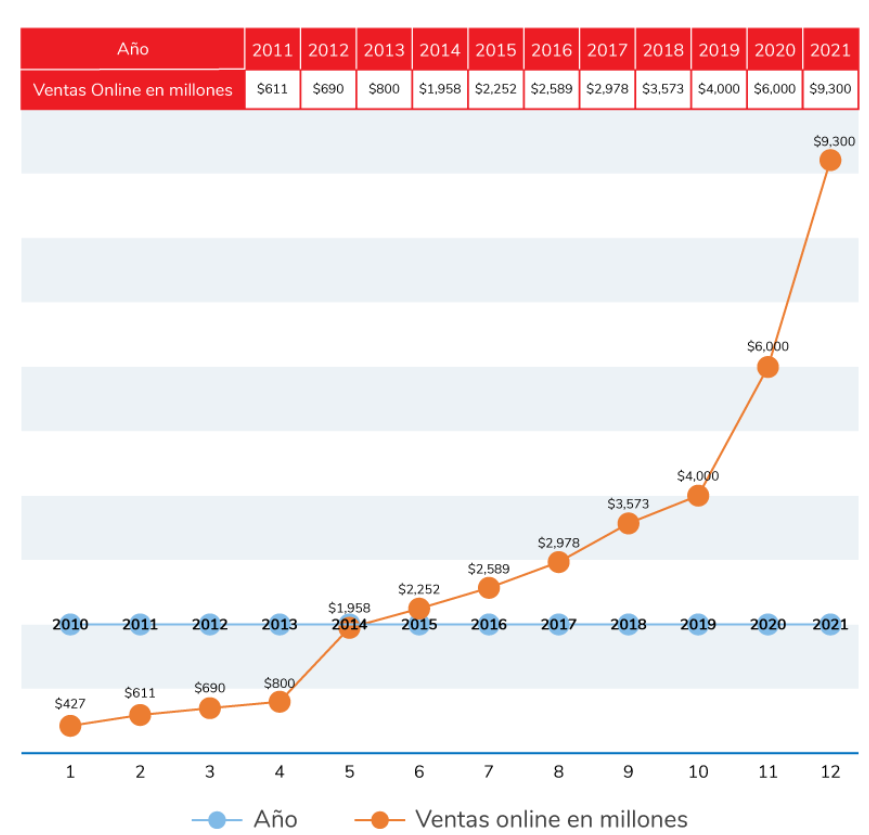 Año 2011 2012 2013 2014 2015 2016 2017 2018 2019 2020 2021
Ventas Online en millones $611 $690 $800 $1,958 $2,252 $2,589 $2,978 $3,573 $4,000 $6,000 $9,300
$9,300
$6,000
$4,000
$3,573
$2,978
$2,589
$2,252
$1,958
2010 2011 2012 2013 2014 2015 2016 2017 2018 2019 2020 2021
$800
$690
$611
$427
1 2 3 4 5 6 7 8 9 10 11 12
Año Ventas online en millones